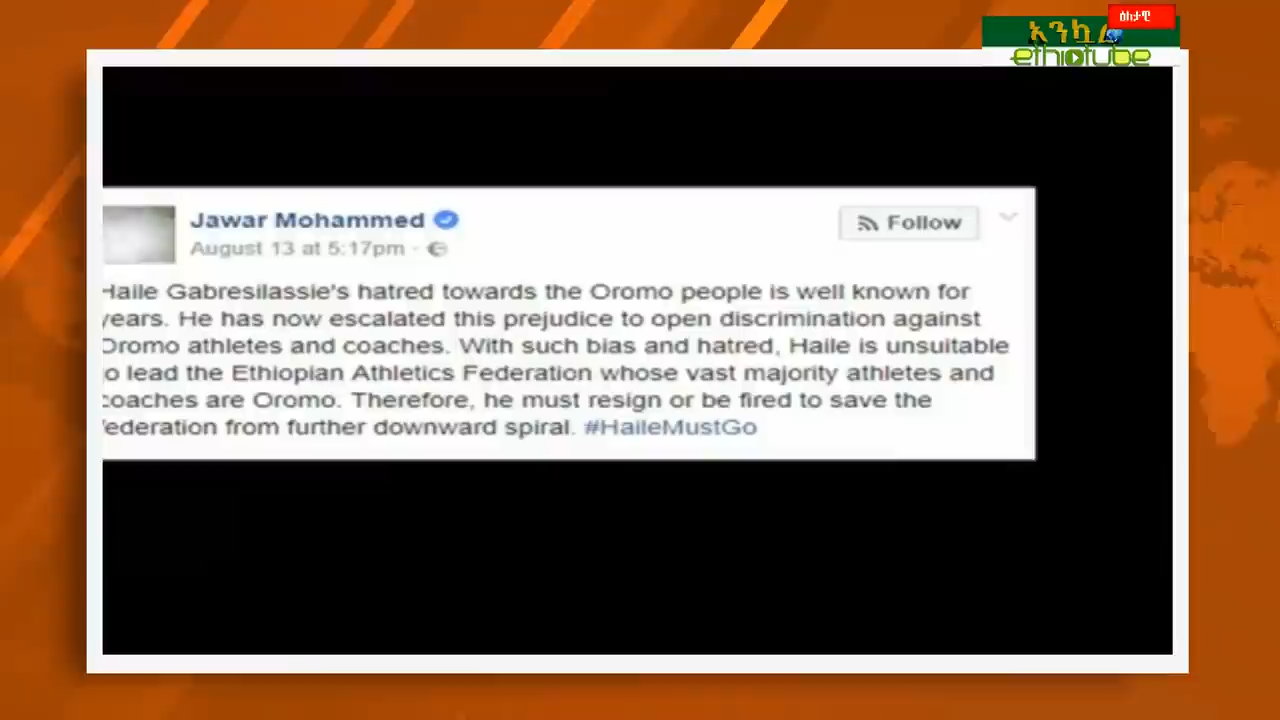 ዕለታዊ
አንኳር
ethiotube
Jawar Mohammed
Follow
August 13 at 5:17pm
Haile Gabresilassie's hatred towards the Oromo people is well known for
years. He has now escalated this prejudice to open discrimination against
Oromo athletes and coaches. With such bias and hatred, Haile is unsuitable
to lead the Ethiopian Athletics Federation whose vast majority athletes and
coaches are Oromo. Therefore, he must resign or be fired to save the
federation from further downward spiral. #HaileMustGo